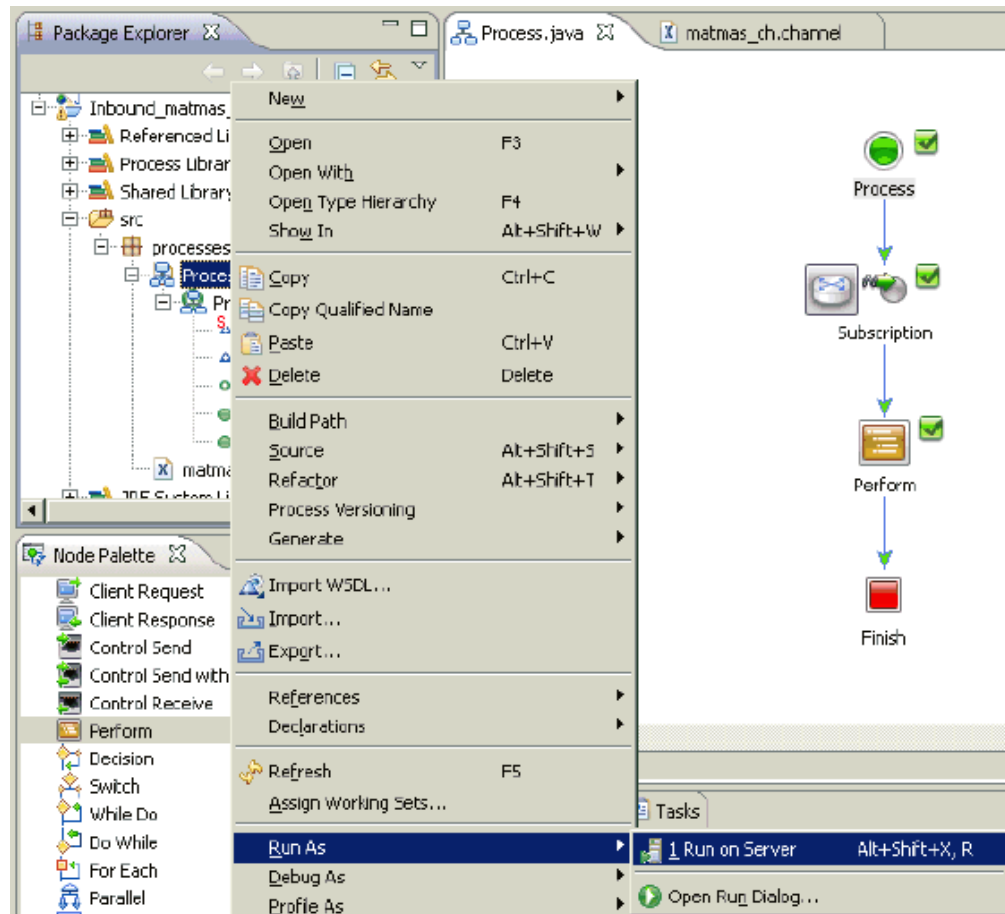 Package Explorer
Process.java
matmas_ch.channel
Inbound_matmas_
Referenced Li
Process Librar
Shared Library
src
processes
Proces
Pr
matma
JRE System Li
New
Open F3
Open With
Open Type Hierarchy F4
Show In Alt+Shift+W
Copy Ctrl+C
Copy Qualified Name
Paste Ctrl+V
Delete Delete
Build Path
Source Alt+Shift+S
Refactor Alt+Shift+T
Process Versioning
Generate
Import WSDL...
Import...
Export...
References
Declarations
Refresh F5
Assign Working Sets...
Run As
Debug As
Profile As
1 Run on Server Alt+Shift+X, R
Open Run Dialog...
Process
Subscription
Perform
Finish
Tasks
Node Palette
Client Request
Client Response
Control Send
Control Send with
Control Receive
Perform
Decision
Switch
While Do
Do While
For Each
Parallel